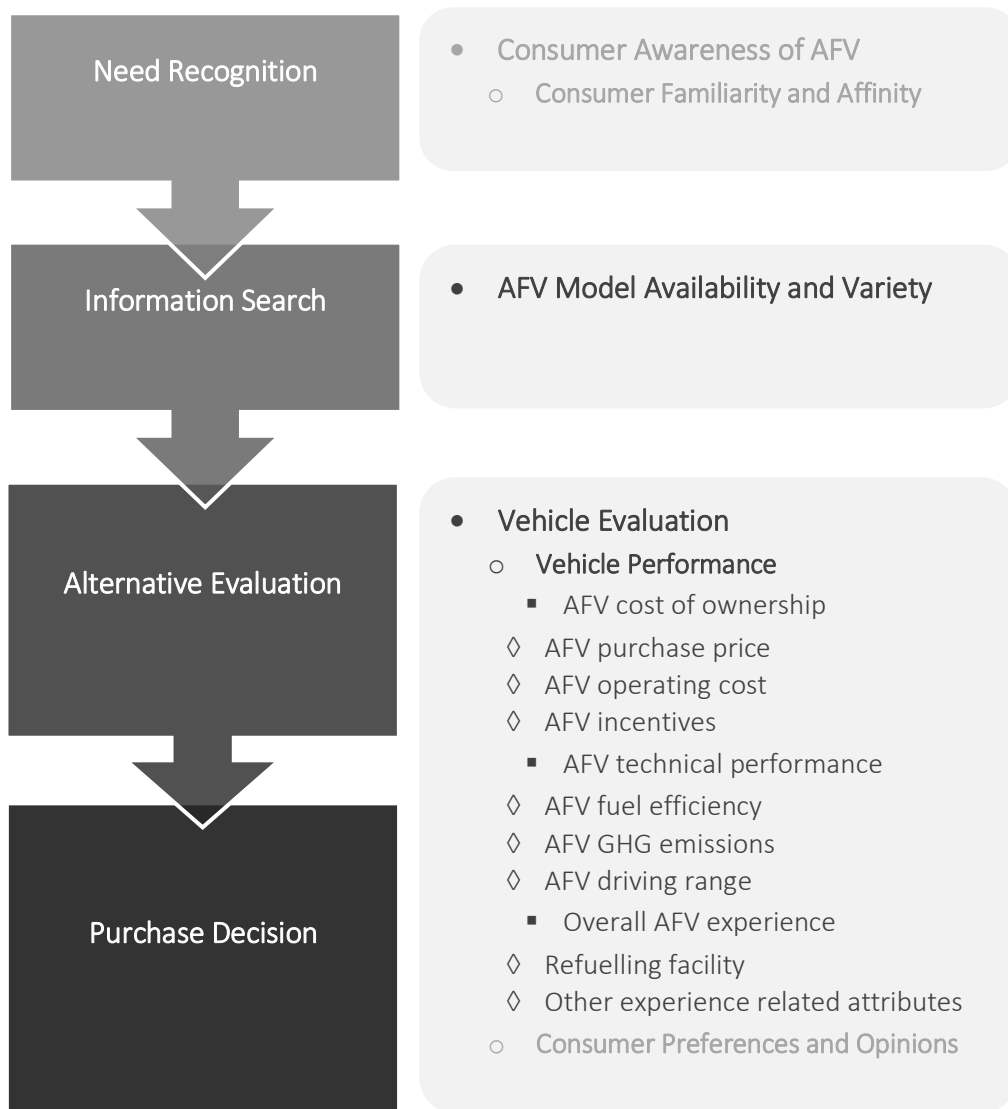 Need Recognition
• Consumer Awareness of AFV
o Consumer Familiarity and Affinity
Information Search
• AFV Model Availability and Variety
Alternative Evaluation
• Vehicle Evaluation
o Vehicle Performance
▪ AFV cost of ownership
◊ AFV purchase price
◊ AFV operating cost
◊ AFV incentives
▪ AFV technical performance
◊ AFV fuel efficiency
◊ AFV GHG emissions
◊ AFV driving range
▪ Overall AFV experience
◊ Refuelling facility
◊ Other experience related attributes
o Consumer Preferences and Opinions
Purchase Decision